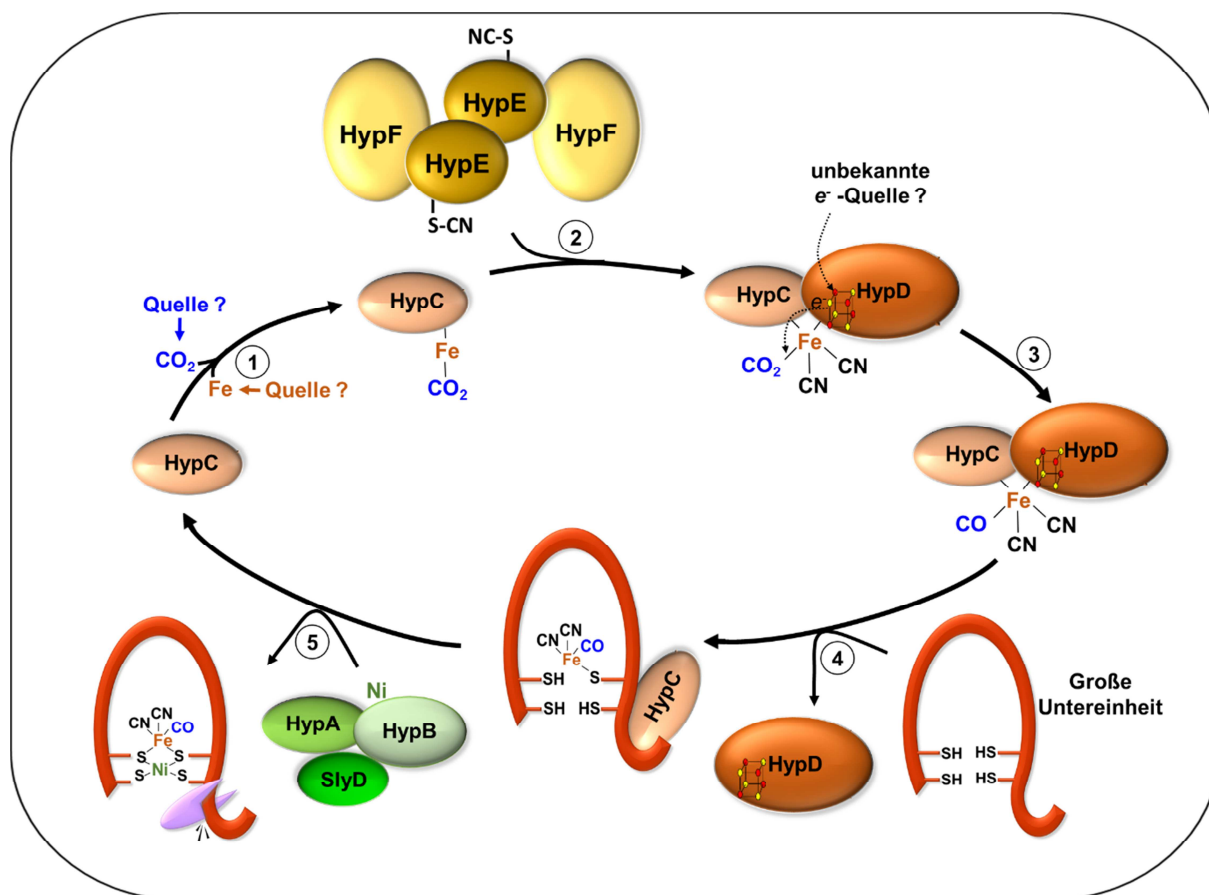 NC-S
HypE
HypF
HypF
HypE
S-CN
2
unbekannte
e⁻ -Quelle ?
HypC
HypD
e⁻
Fe
CO₂
CN
CN
Quelle ?
CO₂
1
Fe
Quelle ?
HypC
Fe
CO₂
HypC
3
HypC
HypD
Fe
CO
CN
CN
4
HypD
Große
Untereinheit
SH HS
SH HS
CN
CN
CO
Fe
SH S
SH HS
HypC
5
Ni
HypA
HypB
SlyD
CN
CN
CO
Fe
S S
S Ni S